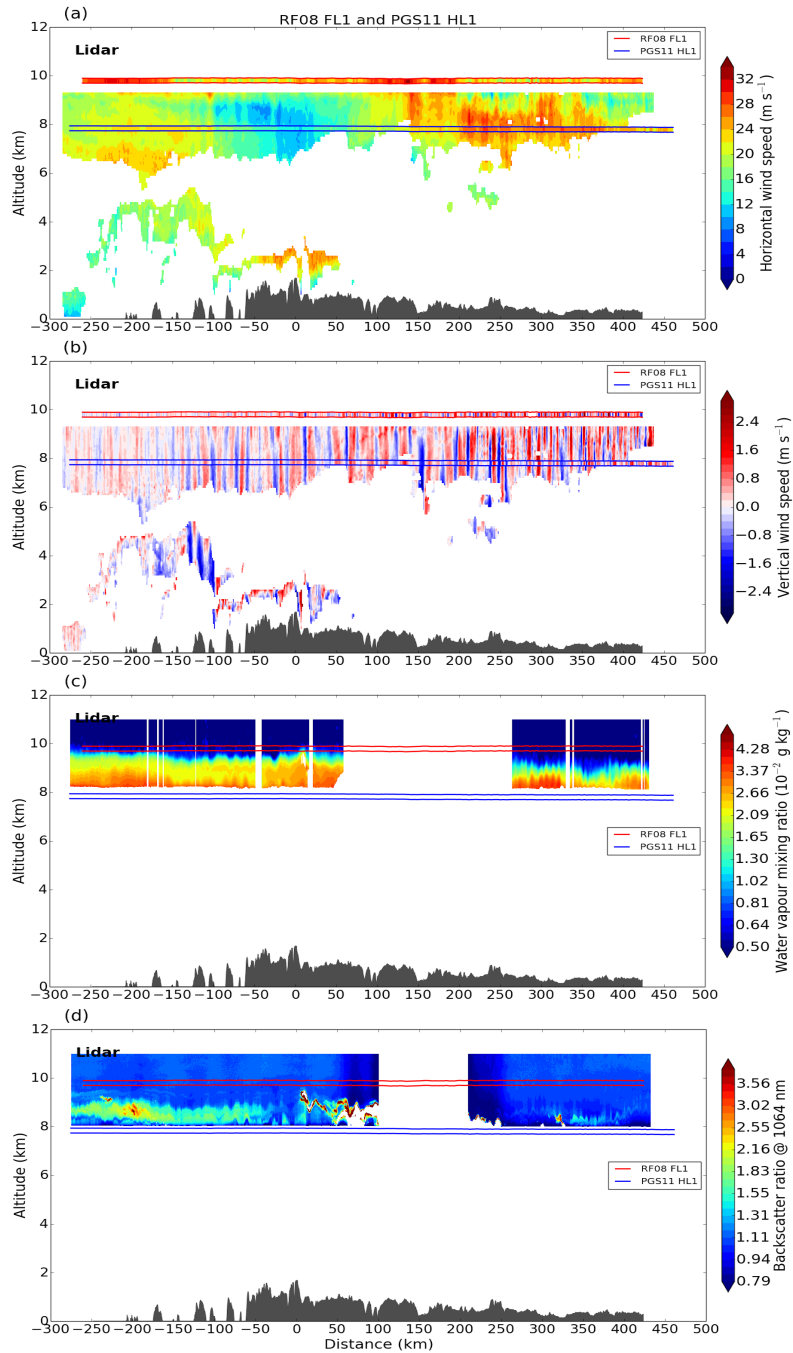 RF08 FL1 and PGS11 HL1
(a)
Lidar
RF08 FL1
PGS11 HL1
12
10
8
6
4
2
0
Altitude (km)
−300 −250 −200 −150 −100 −50 0 50 100 150 200 250 300 350 400 450 500
32
28
24
20
16
12
8
4
0
Horizontal wind speed (m s−1)
(b)
Lidar
RF08 FL1
PGS11 HL1
12
10
8
6
4
2
0
Altitude (km)
−300 −250 −200 −150 −100 −50 0 50 100 150 200 250 300 350 400 450 500
2.4
1.6
0.8
0.0
−0.8
−1.6
−2.4
Vertical wind speed (m s−1)
(c)
Lidar
RF08 FL1
PGS11 HL1
12
10
8
6
4
2
0
Altitude (km)
−300 −250 −200 −150 −100 −50 0 50 100 150 200 250 300 350 400 450 500
4.28
3.37
2.66
2.09
1.65
1.30
1.02
0.81
0.64
0.50
Water vapour mixing ratio (10−2 g kg−1)
(d)
Lidar
RF08 FL1
PGS11 HL1
12
10
8
6
4
2
0
Altitude (km)
−300 −250 −200 −150 −100 −50 0 50 100 150 200 250 300 350 400 450 500
Distance (km)
3.56
3.02
2.55
2.16
1.83
1.55
1.31
1.11
0.94
0.79
Backscatter ratio @ 1064 nm